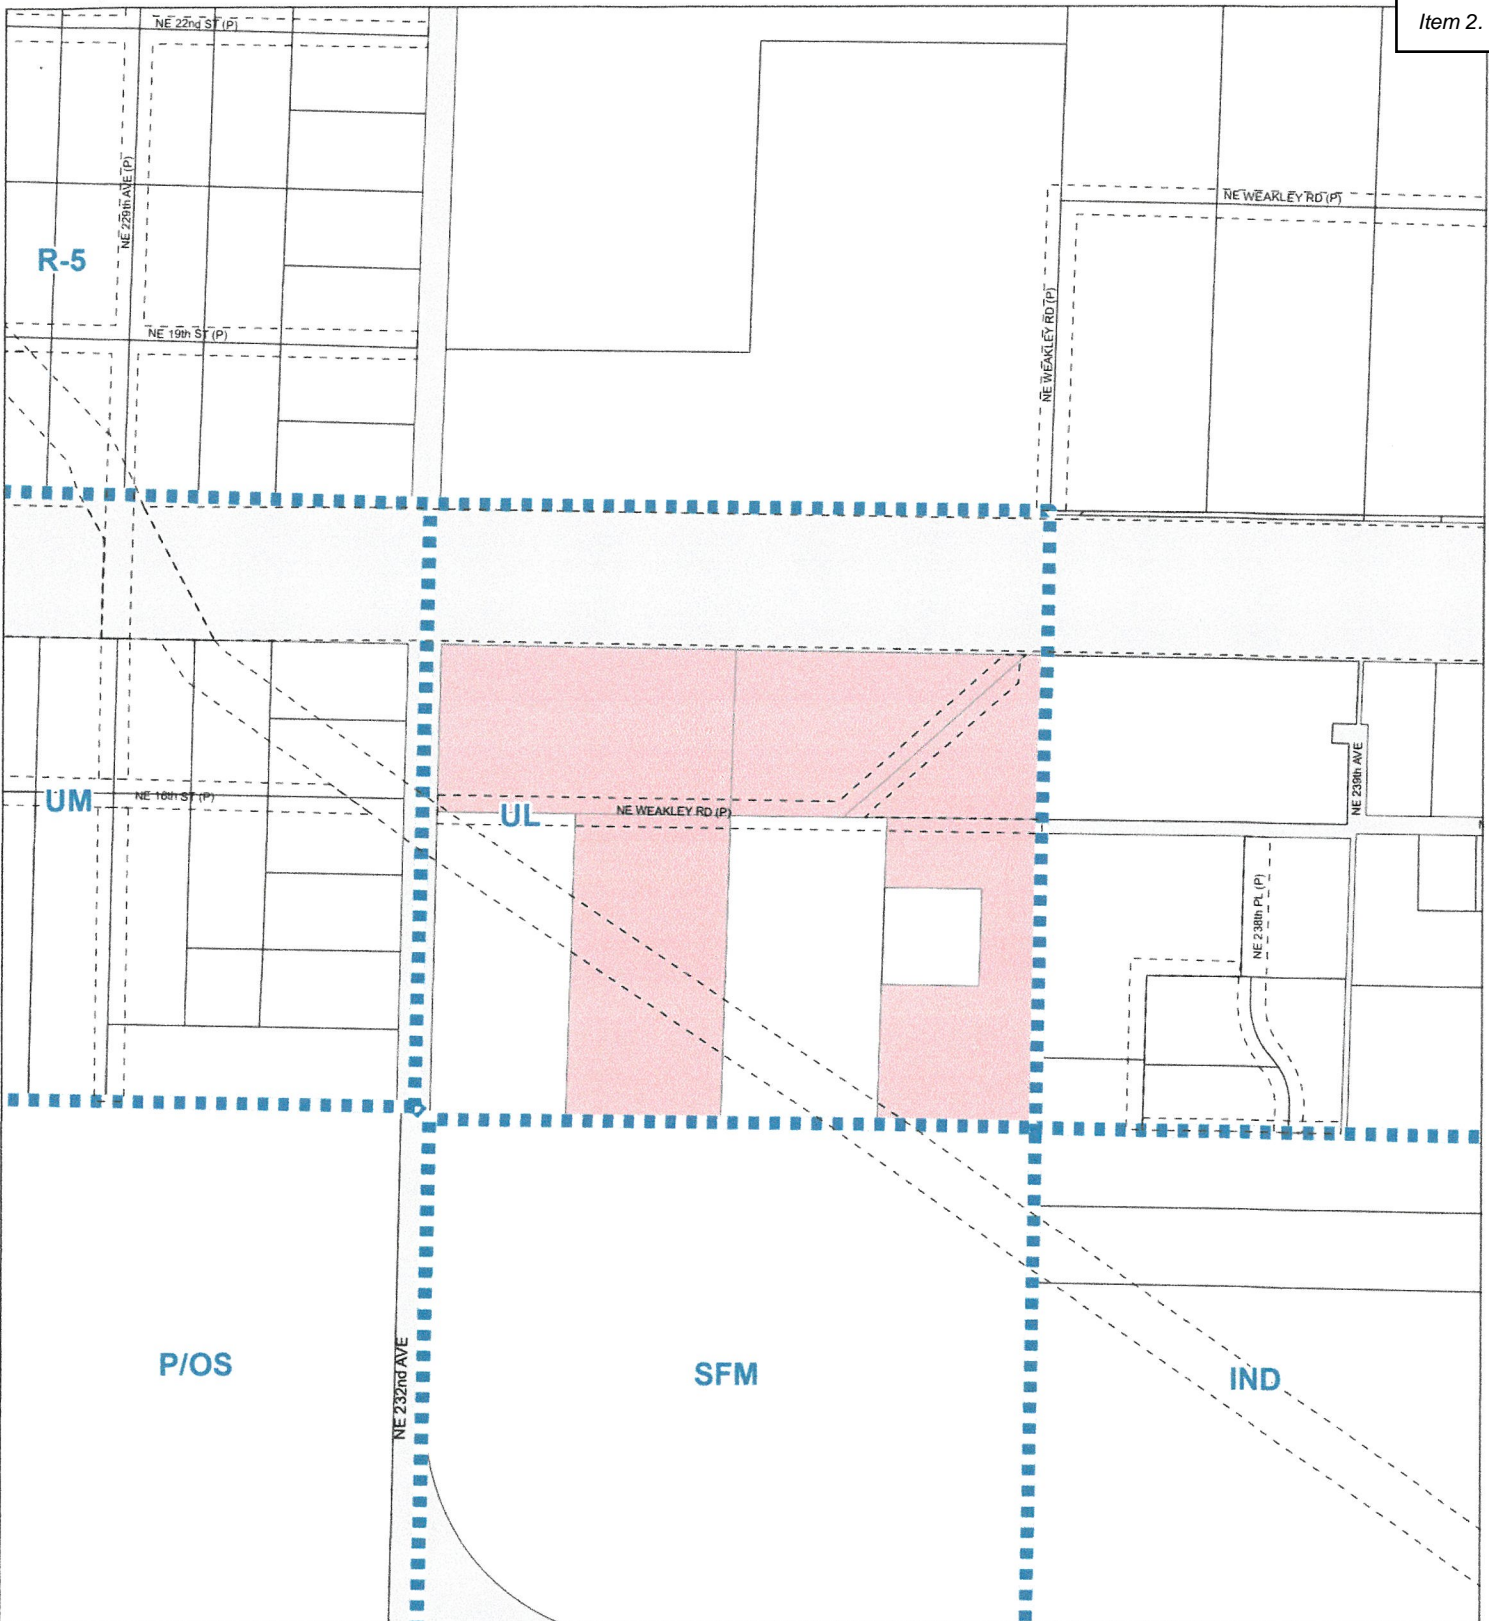 Item 2.
NE 22nd ST (P)
NE 229th AVE (P)
NE WEAKLEY RD (P)
R-5
NE 19th ST (P)
NE WEAKLEY RD (P)
NE 239th AVE
UM
NE 18th ST (P)
UL
NE WEAKLEY RD (P)
NE 238th PL (P)
P/OS
NE 232nd AVE
SFM
IND